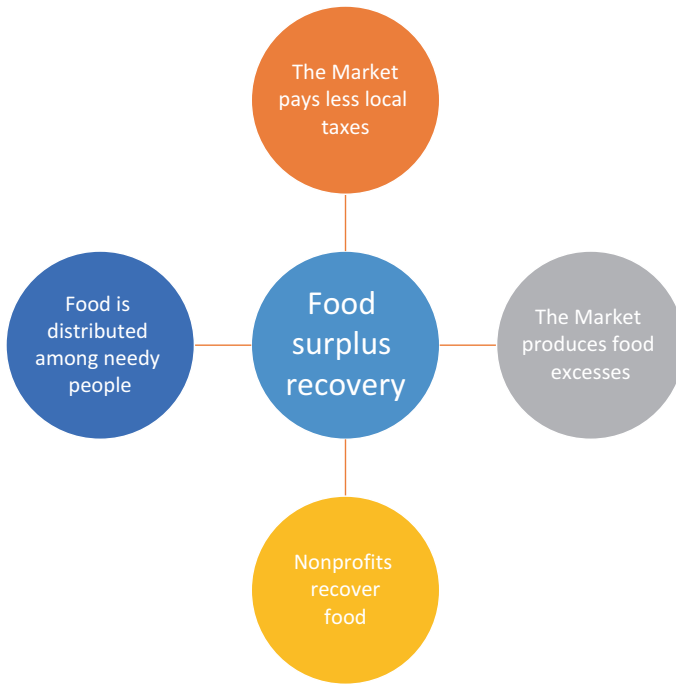 The Market
pays less local
taxes
Food is
distributed
among needy
people
Food
surplus
recovery
The Market
produces food
excesses
Nonprofits
recover
food